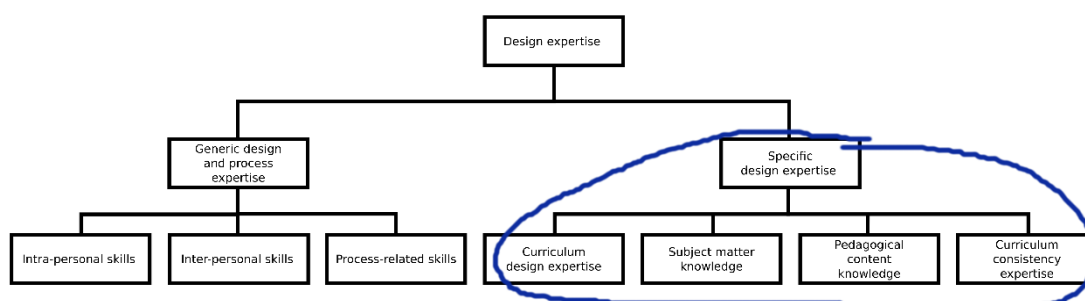 Design expertise
Generic design
and process
expertise
Specific
design expertise
Intra-personal skills
Inter-personal skills
Process-related skills
Curriculum
design expertise
Subject matter
knowledge
Pedagogical
content
knowledge
Curriculum
consistency
expertise